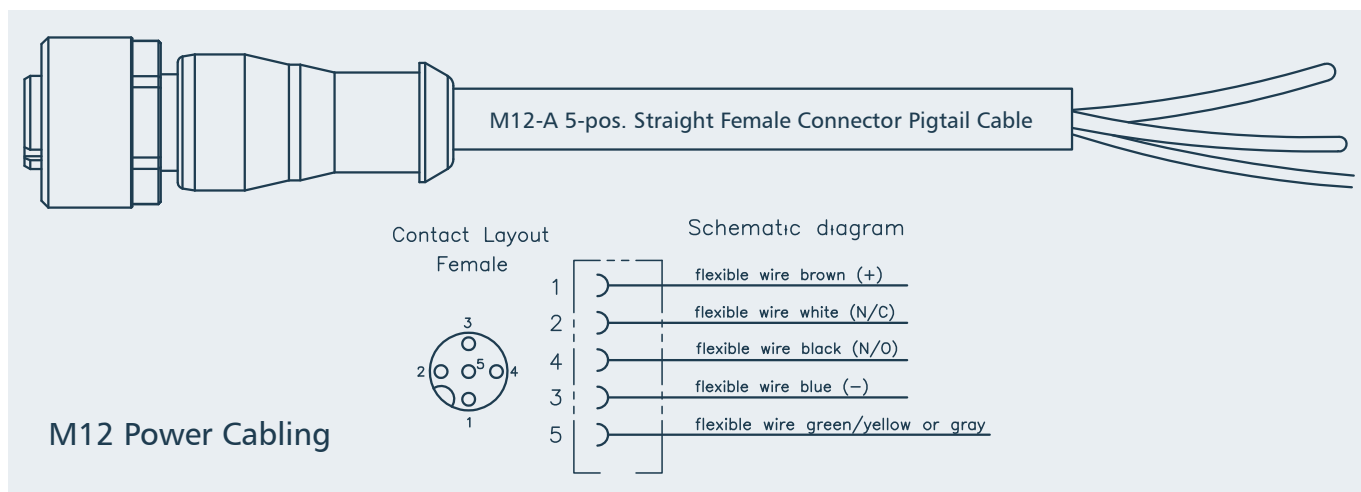 M12-A 5-pos. Straight Female Connector Pigtail Cable
Contact Layout
Female
Schematic diagram
1 flexible wire brown (+)
2 flexible wire white (N/C)
4 flexible wire black (N/O)
3 flexible wire blue (−)
5 flexible wire green/yellow or gray
3
2 5 4
1
M12 Power Cabling